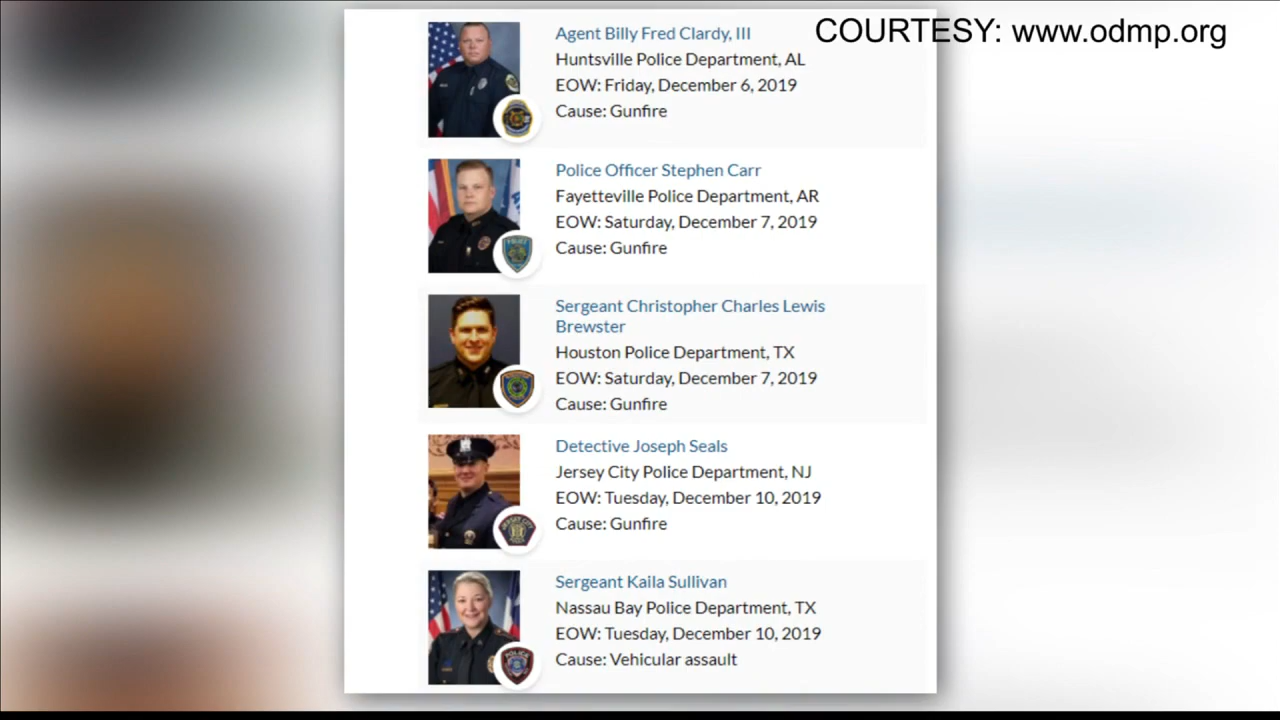 COURTESY: www.odmp.org
Agent Billy Fred Clardy, III
Huntsville Police Department, AL
EOW: Friday, December 6, 2019
Cause: Gunfire
Police Officer Stephen Carr
Fayetteville Police Department, AR
EOW: Saturday, December 7, 2019
Cause: Gunfire
Sergeant Christopher Charles Lewis
Brewster
Houston Police Department, TX
EOW: Saturday, December 7, 2019
Cause: Gunfire
Detective Joseph Seals
Jersey City Police Department, NJ
EOW: Tuesday, December 10, 2019
Cause: Gunfire
Sergeant Kaila Sullivan
Nassau Bay Police Department, TX
EOW: Tuesday, December 10, 2019
Cause: Vehicular assault